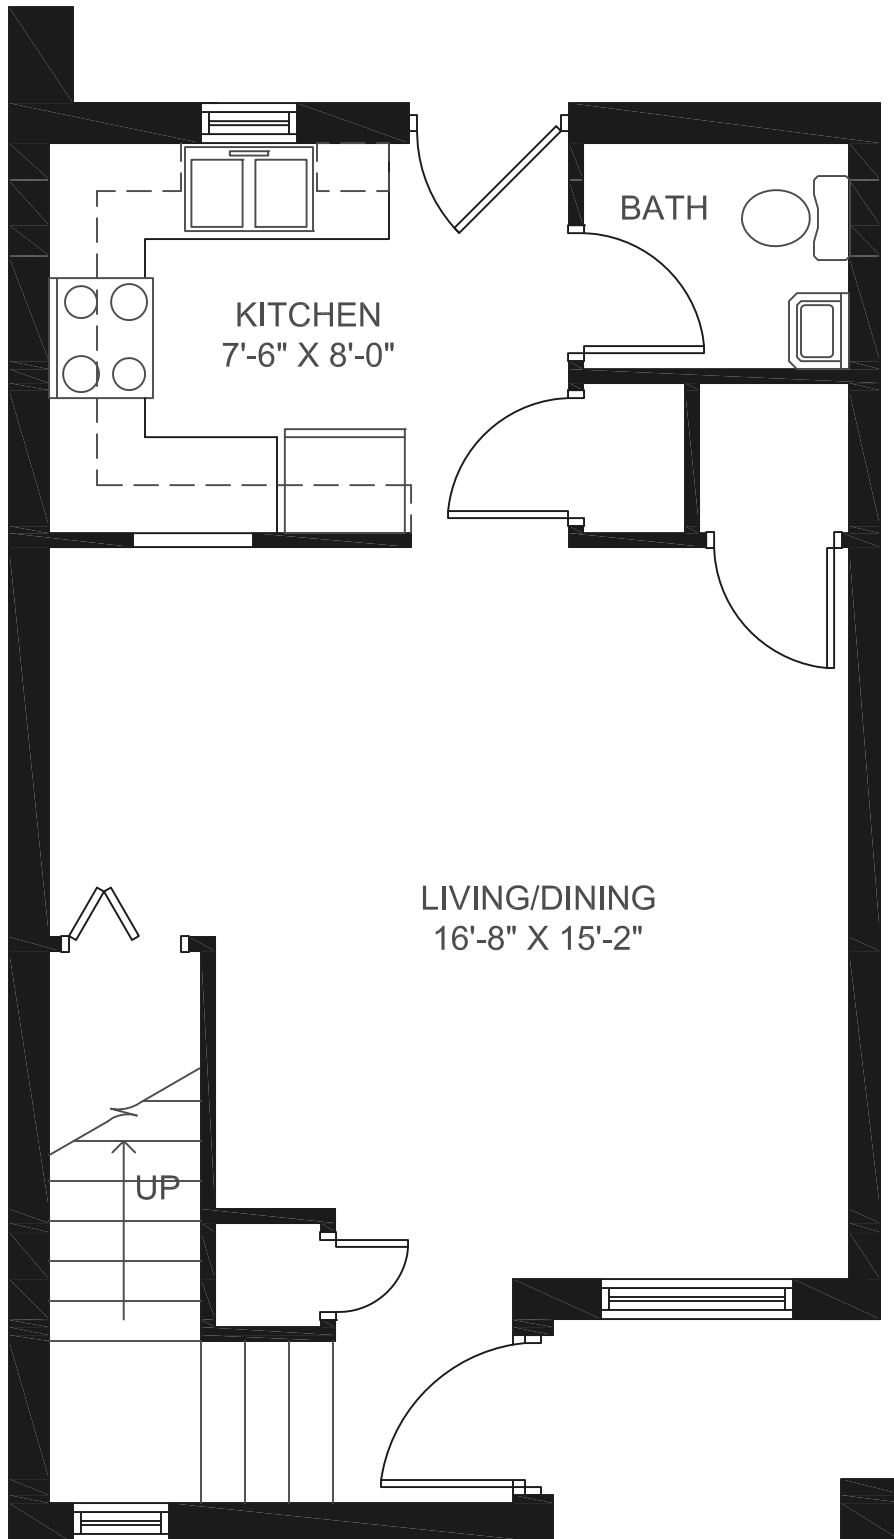 BATH
KITCHEN
7'-6" X 8'-0"
LIVING/DINING
16'-8" X 15'-2"
UP